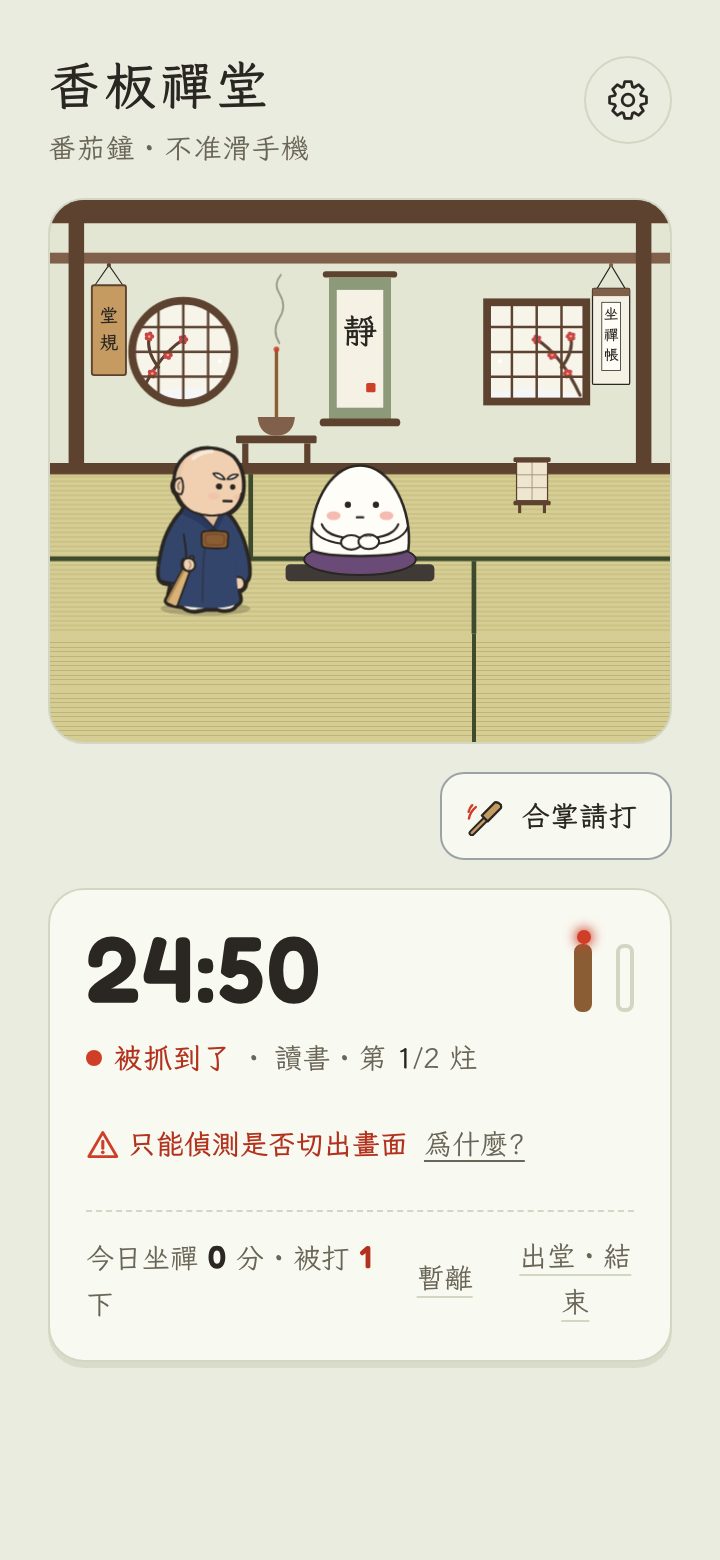 香板禪堂
番茄鐘・不准滑手機
堂規
靜
坐禪帳
合掌請打
24:50
被抓到了 ・ 讀書・第 1/2 炷
只能偵測是否切出畫面 為什麼?
今日坐禪 0 分・被打 1
下
暫離
出堂・結
束